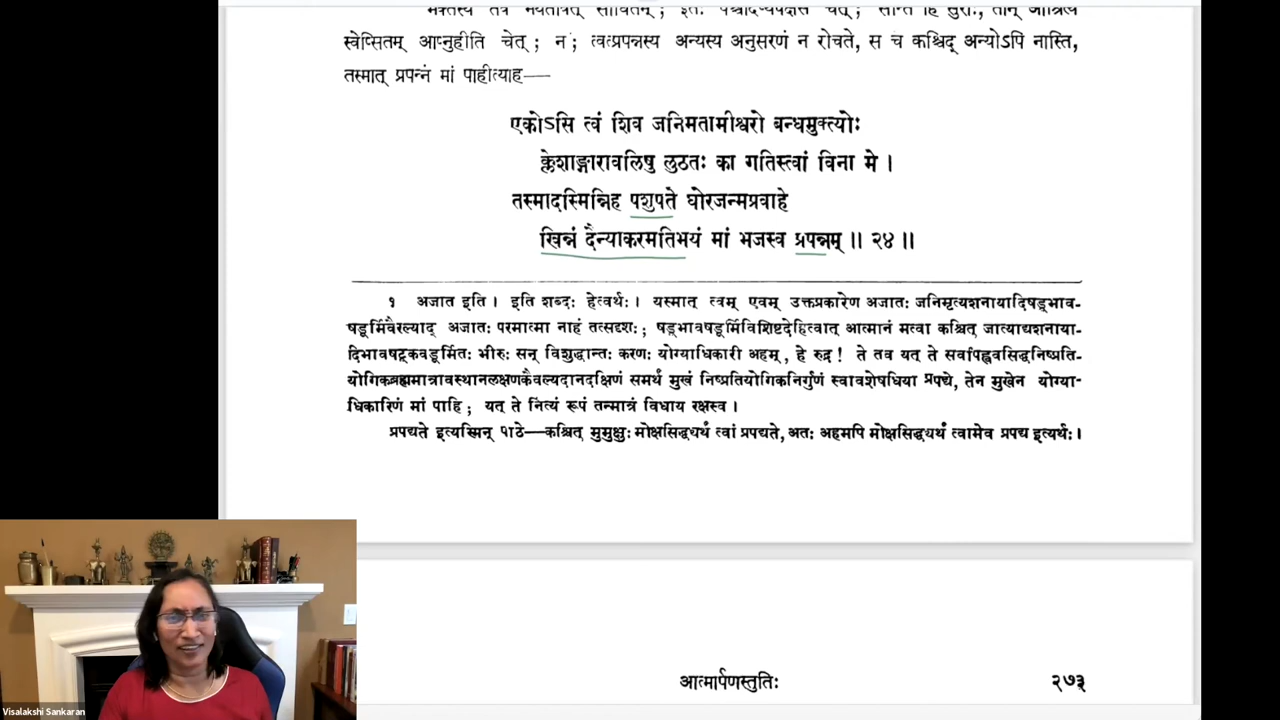 स्वेप्सितम् आप्नुहीति चेत् ; न ; त्वत्प्रपन्नस्य अन्यस्य अनुसरणं न रोचते, स च कश्चिद् अन्योऽपि नास्ति,
तस्मात् प्रपन्नं मां पाहीत्याह—
एकोऽसि त्वं शिव जनिमतामीश्वरो बन्धमुक्त्योः
क्लेशाङ्गारावलिषु लुठतः का गतिस्त्वां विना मे ।
तस्मादस्मिन्निह पशुपते घोरजन्मप्रवाहे
खिन्नं दैन्याकरमतिभयं मां भजस्व प्रपन्नम् ॥ २४ ॥
१ अजात इति । इति शब्दः हेत्वर्थः । यस्मात् त्वम् एवम् उक्तप्रकारेण अजातः जनिमृत्यशनायादिषड्भाव-
षडूर्मिवैरल्याद् अजातः परमात्मा नाहं तत्सदृशः ; षड्भावषडूर्मिविशिष्टदेहित्वात् आत्मानं मत्वा कश्चित् जात्याद्यशनाया-
दिभावषट्कवडूर्मितः भीरुः सन् विशुद्धान्तः करणः योग्याधिकारी अहम् , हे रुद्र ! ते तव यत् ते सर्वापह्नवसिद्धनिष्प्रति-
योगिकब्रह्ममात्रावस्थानलक्षणकैवल्यदानदक्षिणं समर्थं मुखं निष्प्रतियोगिकनिर्गुणं स्वावशेषधिया प्रपद्ये, तेन मुखेन योग्या-
धिकारिणं मां पाहि ; यत् ते नित्यं रूपं तन्मात्रं विधाय रक्षस्व ।
प्रपद्यते इत्यस्मिन् पाठे—कश्चित् मुमुक्षुः मोक्षसिद्ध्यर्थं त्वां प्रपद्यते, अतः अहमपि मोक्षसिद्ध्यर्थं त्वामेव प्रपद्य इत्यर्थः ।
आत्मार्पणस्तुतिः २७३
Visalakshi Sankaran